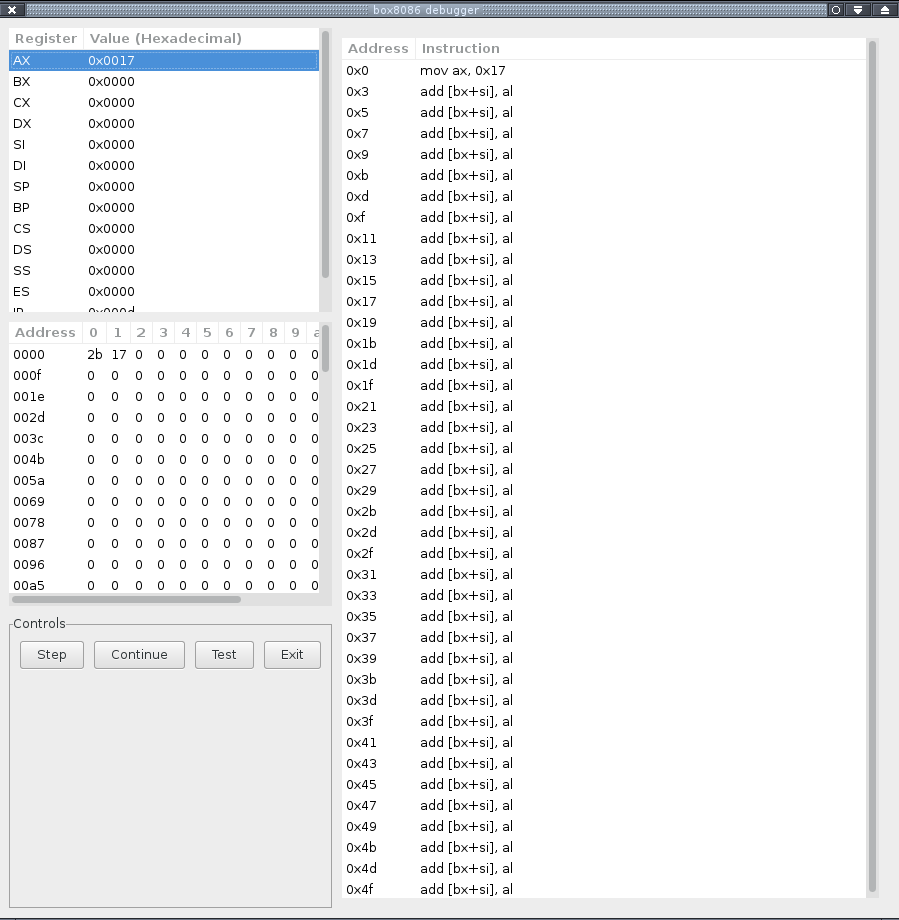 box8086 debugger
Register Value (Hexadecimal)
AX 0x0017
BX 0x0000
CX 0x0000
DX 0x0000
SI 0x0000
DI 0x0000
SP 0x0000
BP 0x0000
CS 0x0000
DS 0x0000
SS 0x0000
ES 0x0000
Address 0 1 2 3 4 5 6 7 8 9 a
0000 2b 17 0 0 0 0 0 0 0 0 0
000f 0 0 0 0 0 0 0 0 0 0 0
001e 0 0 0 0 0 0 0 0 0 0 0
002d 0 0 0 0 0 0 0 0 0 0 0
003c 0 0 0 0 0 0 0 0 0 0 0
004b 0 0 0 0 0 0 0 0 0 0 0
005a 0 0 0 0 0 0 0 0 0 0 0
0069 0 0 0 0 0 0 0 0 0 0 0
0078 0 0 0 0 0 0 0 0 0 0 0
0087 0 0 0 0 0 0 0 0 0 0 0
0096 0 0 0 0 0 0 0 0 0 0 0
00a5 0 0 0 0 0 0 0 0 0 0 0
Controls
Step Continue Test Exit
Address Instruction
0x0 mov ax, 0x17
0x3 add [bx+si], al
0x5 add [bx+si], al
0x7 add [bx+si], al
0x9 add [bx+si], al
0xb add [bx+si], al
0xd add [bx+si], al
0xf add [bx+si], al
0x11 add [bx+si], al
0x13 add [bx+si], al
0x15 add [bx+si], al
0x17 add [bx+si], al
0x19 add [bx+si], al
0x1b add [bx+si], al
0x1d add [bx+si], al
0x1f add [bx+si], al
0x21 add [bx+si], al
0x23 add [bx+si], al
0x25 add [bx+si], al
0x27 add [bx+si], al
0x29 add [bx+si], al
0x2b add [bx+si], al
0x2d add [bx+si], al
0x2f add [bx+si], al
0x31 add [bx+si], al
0x33 add [bx+si], al
0x35 add [bx+si], al
0x37 add [bx+si], al
0x39 add [bx+si], al
0x3b add [bx+si], al
0x3d add [bx+si], al
0x3f add [bx+si], al
0x41 add [bx+si], al
0x43 add [bx+si], al
0x45 add [bx+si], al
0x47 add [bx+si], al
0x49 add [bx+si], al
0x4b add [bx+si], al
0x4d add [bx+si], al
0x4f add [bx+si], al